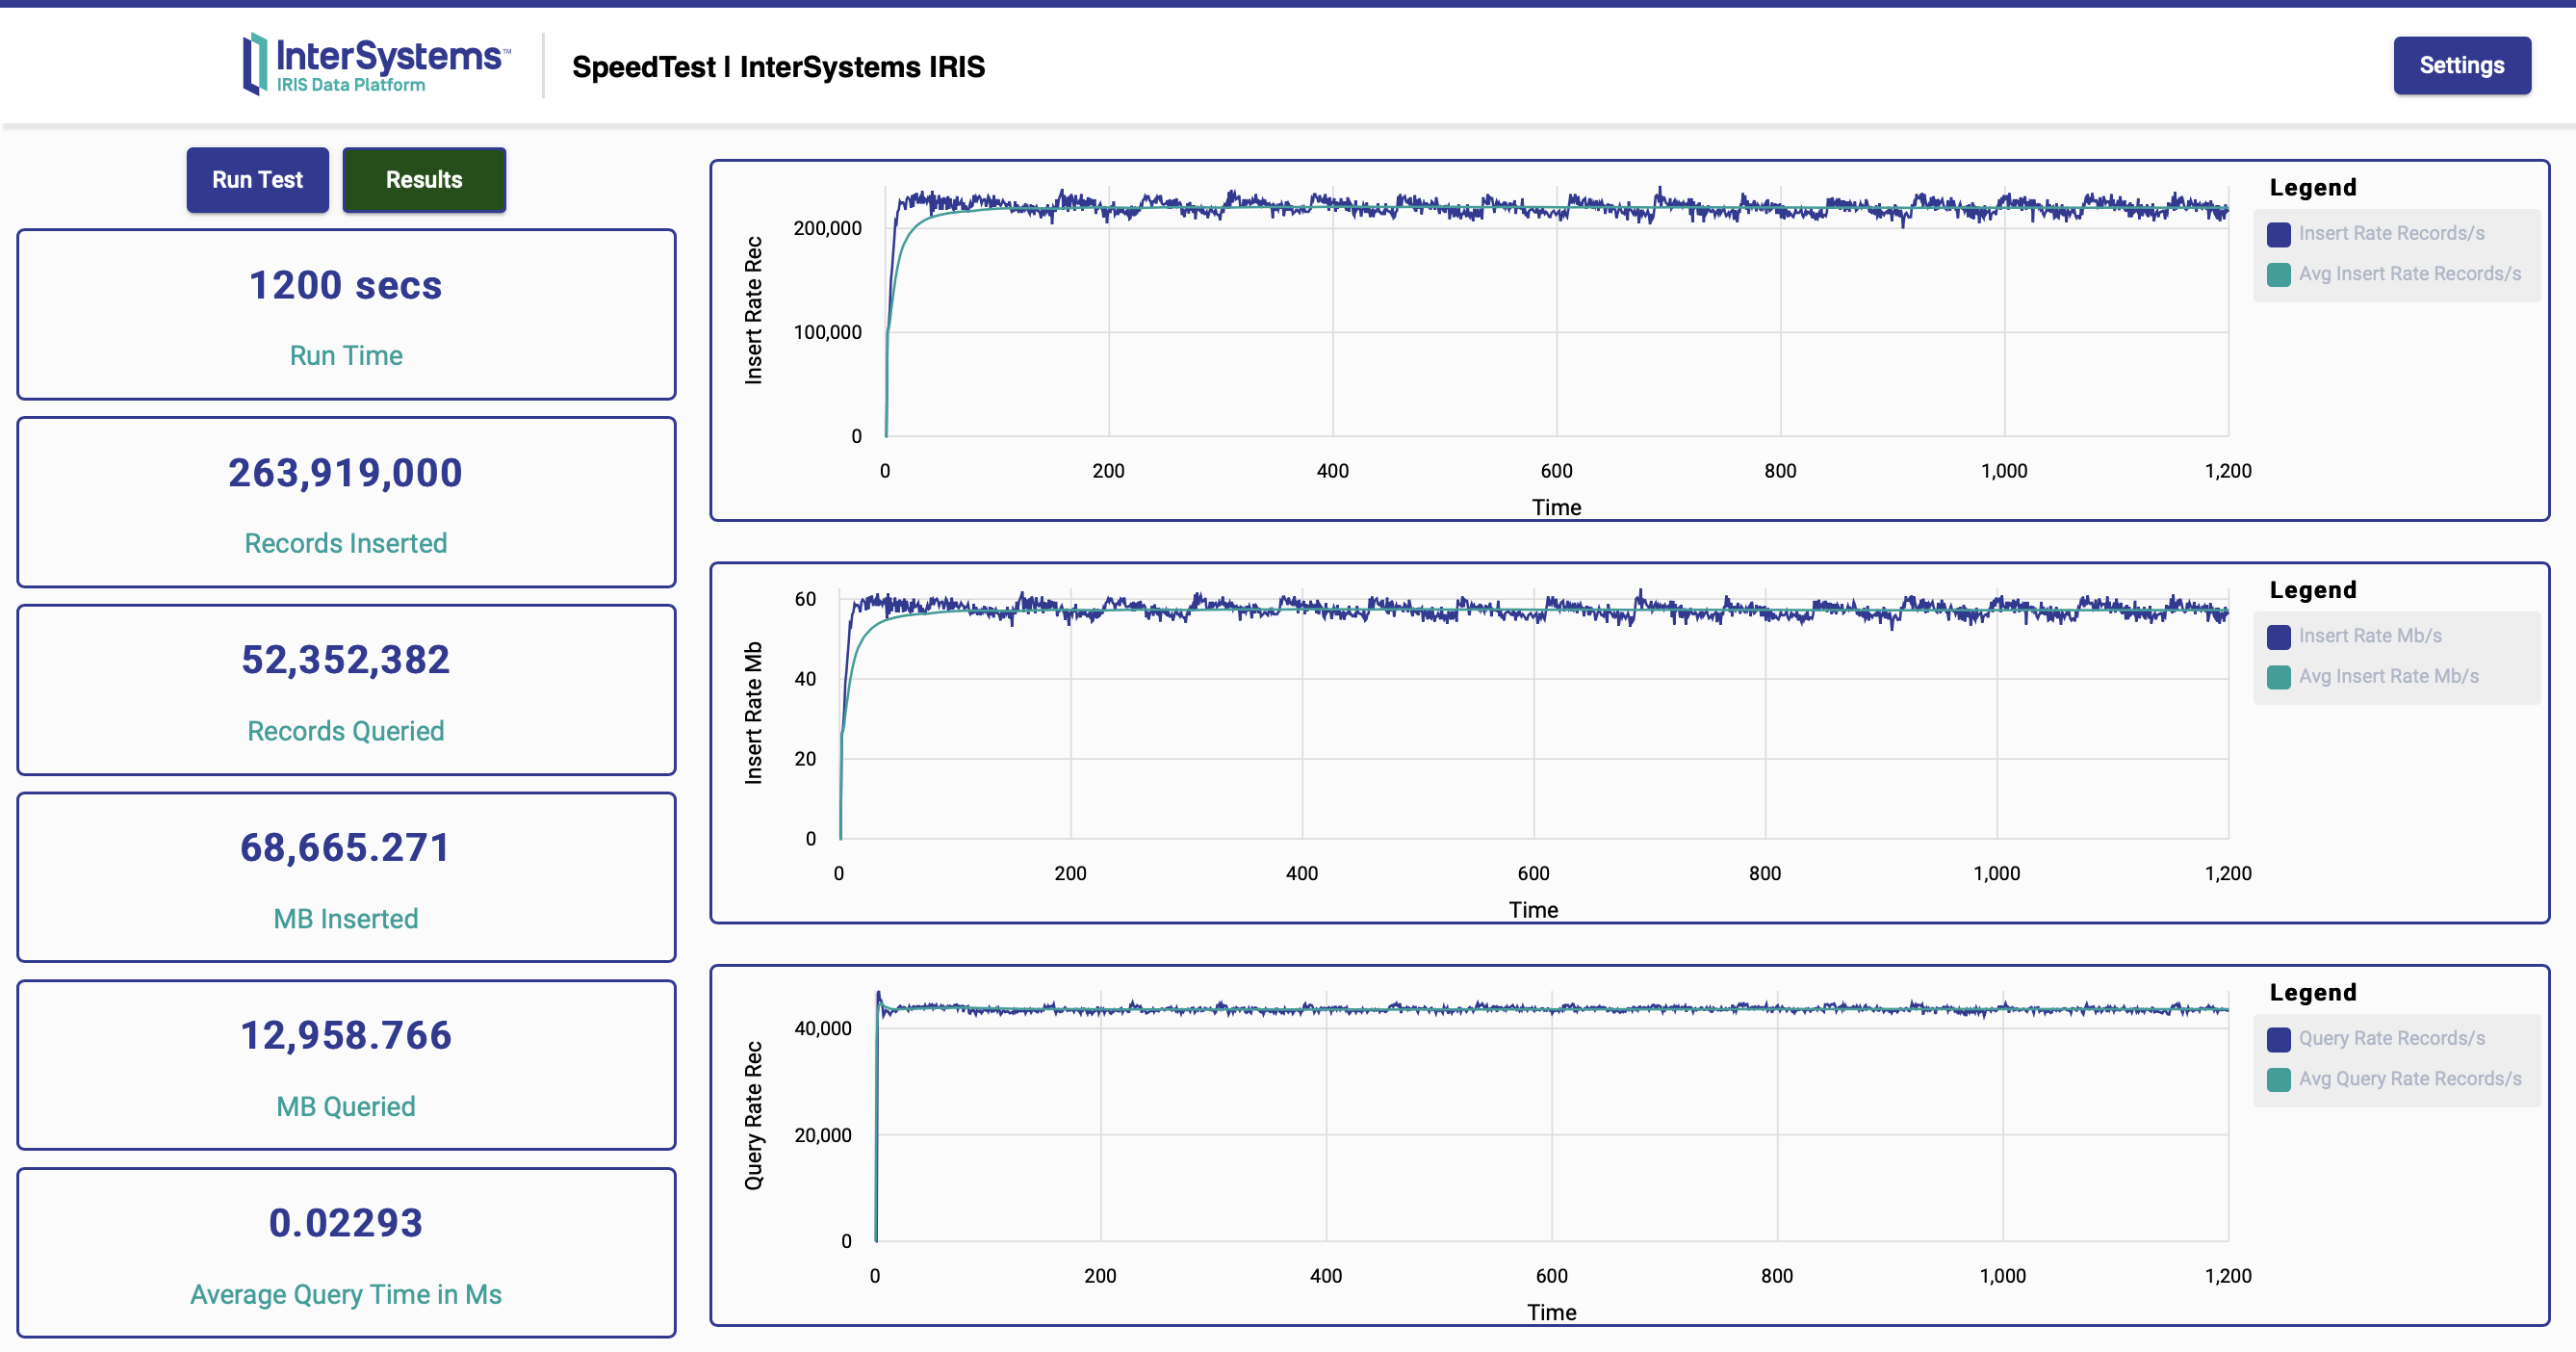 InterSystems™
IRIS Data Platform
SpeedTest | InterSystems IRIS
Settings
Run Test
Results
1200 secs
Run Time
263,919,000
Records Inserted
52,352,382
Records Queried
68,665.271
MB Inserted
12,958.766
MB Queried
0.02293
Average Query Time in Ms
Insert Rate Rec
200,000
100,000
0
0 200 400 600 800 1,000 1,200
Time
Legend
Insert Rate Records/s
Avg Insert Rate Records/s
Insert Rate Mb
60
40
20
0
0 200 400 600 800 1,000 1,200
Time
Legend
Insert Rate Mb/s
Avg Insert Rate Mb/s
Query Rate Rec
40,000
20,000
0
0 200 400 600 800 1,000 1,200
Time
Legend
Query Rate Records/s
Avg Query Rate Records/s